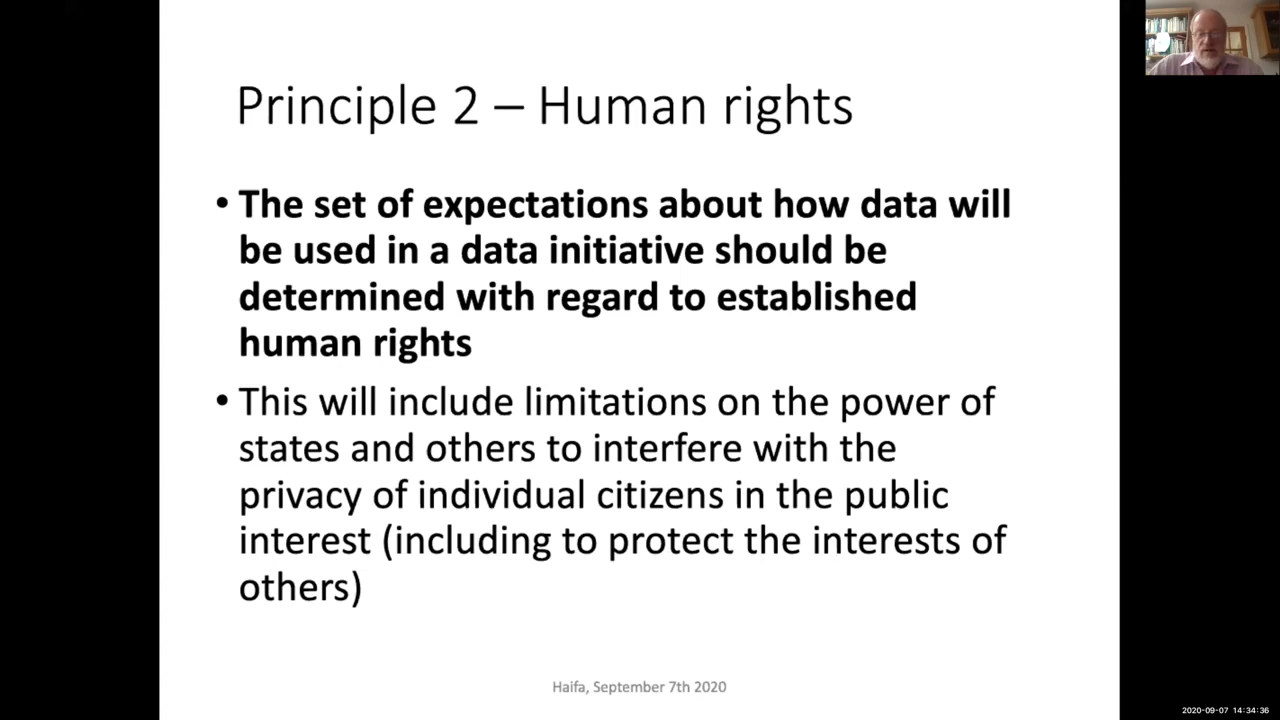 Principle 2 – Human rights
• The set of expectations about how data will
be used in a data initiative should be
determined with regard to established
human rights
• This will include limitations on the power of
states and others to interfere with the
privacy of individual citizens in the public
interest (including to protect the interests of
others)
Haifa, September 7th 2020
2020-09-07 14:34:36